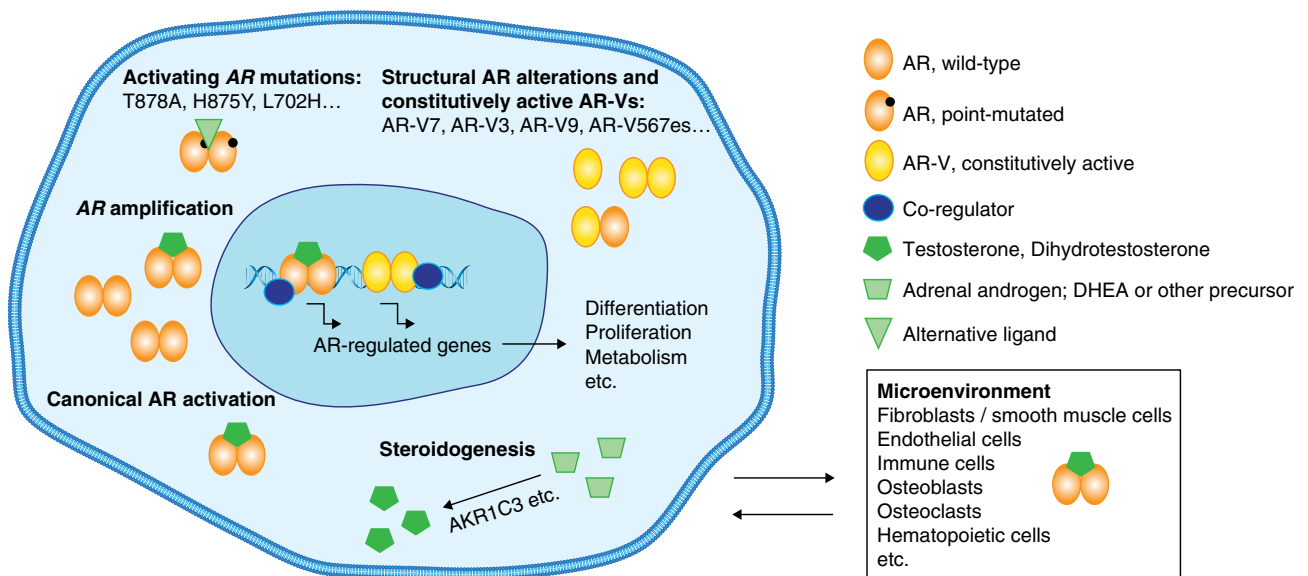 Activating AR mutations:
T878A, H875Y, L702H…
Structural AR alterations and
constitutively active AR-Vs:
AR-V7, AR-V3, AR-V9, AR-V567es…
AR amplification
AR-regulated genes
Differentiation
Proliferation
Metabolism
etc.
Canonical AR activation
Steroidogenesis
AKR1C3 etc.
AR, wild-type
AR, point-mutated
AR-V, constitutively active
Co-regulator
Testosterone, Dihydrotestosterone
Adrenal androgen; DHEA or other precursor
Alternative ligand
Microenvironment
Fibroblasts / smooth muscle cells
Endothelial cells
Immune cells
Osteoblasts
Osteoclasts
Hematopoietic cells
etc.